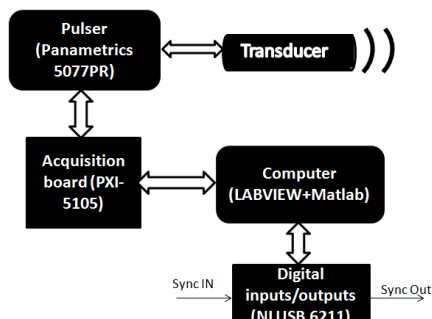 Pulser
(Panametrics
5077PR)
Transducer
Acquisition
board (PXI-
5105)
Computer
(LABVIEW+Matlab)
Sync IN
Digital
inputs/outputs
(NI USB 6211)
Sync Out